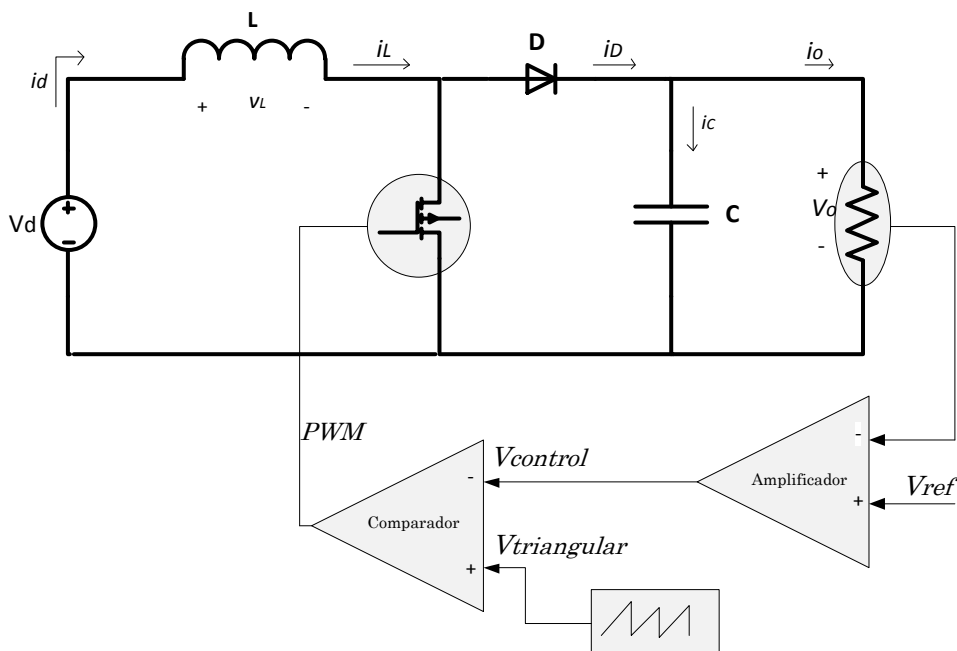 L
D
id
iL
iD
io
+ vL -
ic
+
Vd
C
Vo
-
PWM
Vcontrol
-
Amplificador
-
Vref
+
Comparador
Vtriangular
+